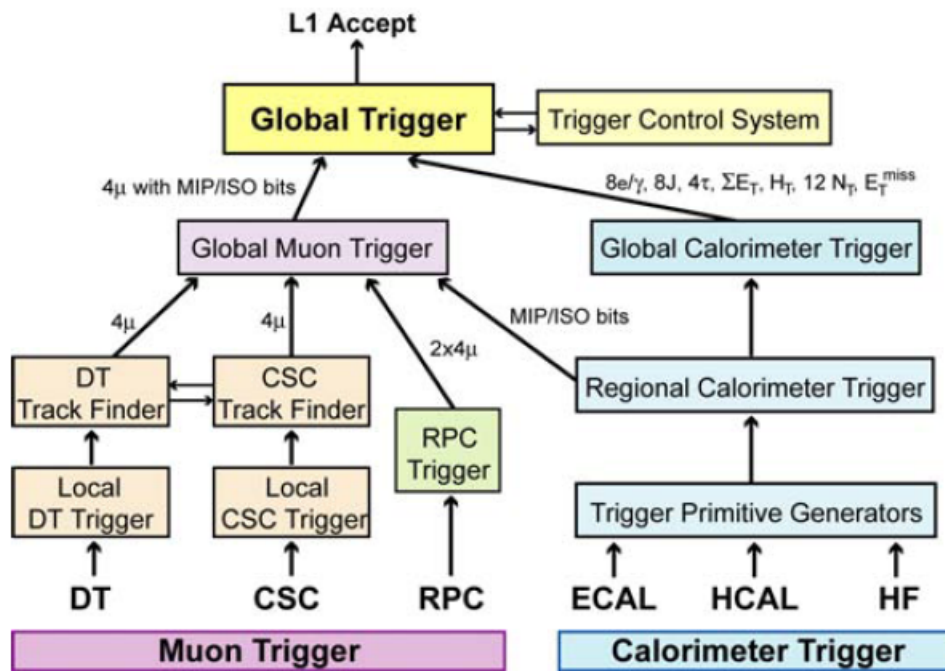 L1 Accept
Global Trigger
Trigger Control System
4μ with MIP/ISO bits
8e/γ, 8J, 4τ, ΣE_T, H_T, 12 N_T, E_T^miss
Global Muon Trigger
Global Calorimeter Trigger
4μ
4μ
MIP/ISO bits
2x4μ
DT
Track Finder
CSC
Track Finder
Regional Calorimeter Trigger
RPC
Trigger
Local
DT Trigger
Local
CSC Trigger
Trigger Primitive Generators
DT
CSC
RPC
ECAL
HCAL
HF
Muon Trigger
Calorimeter Trigger